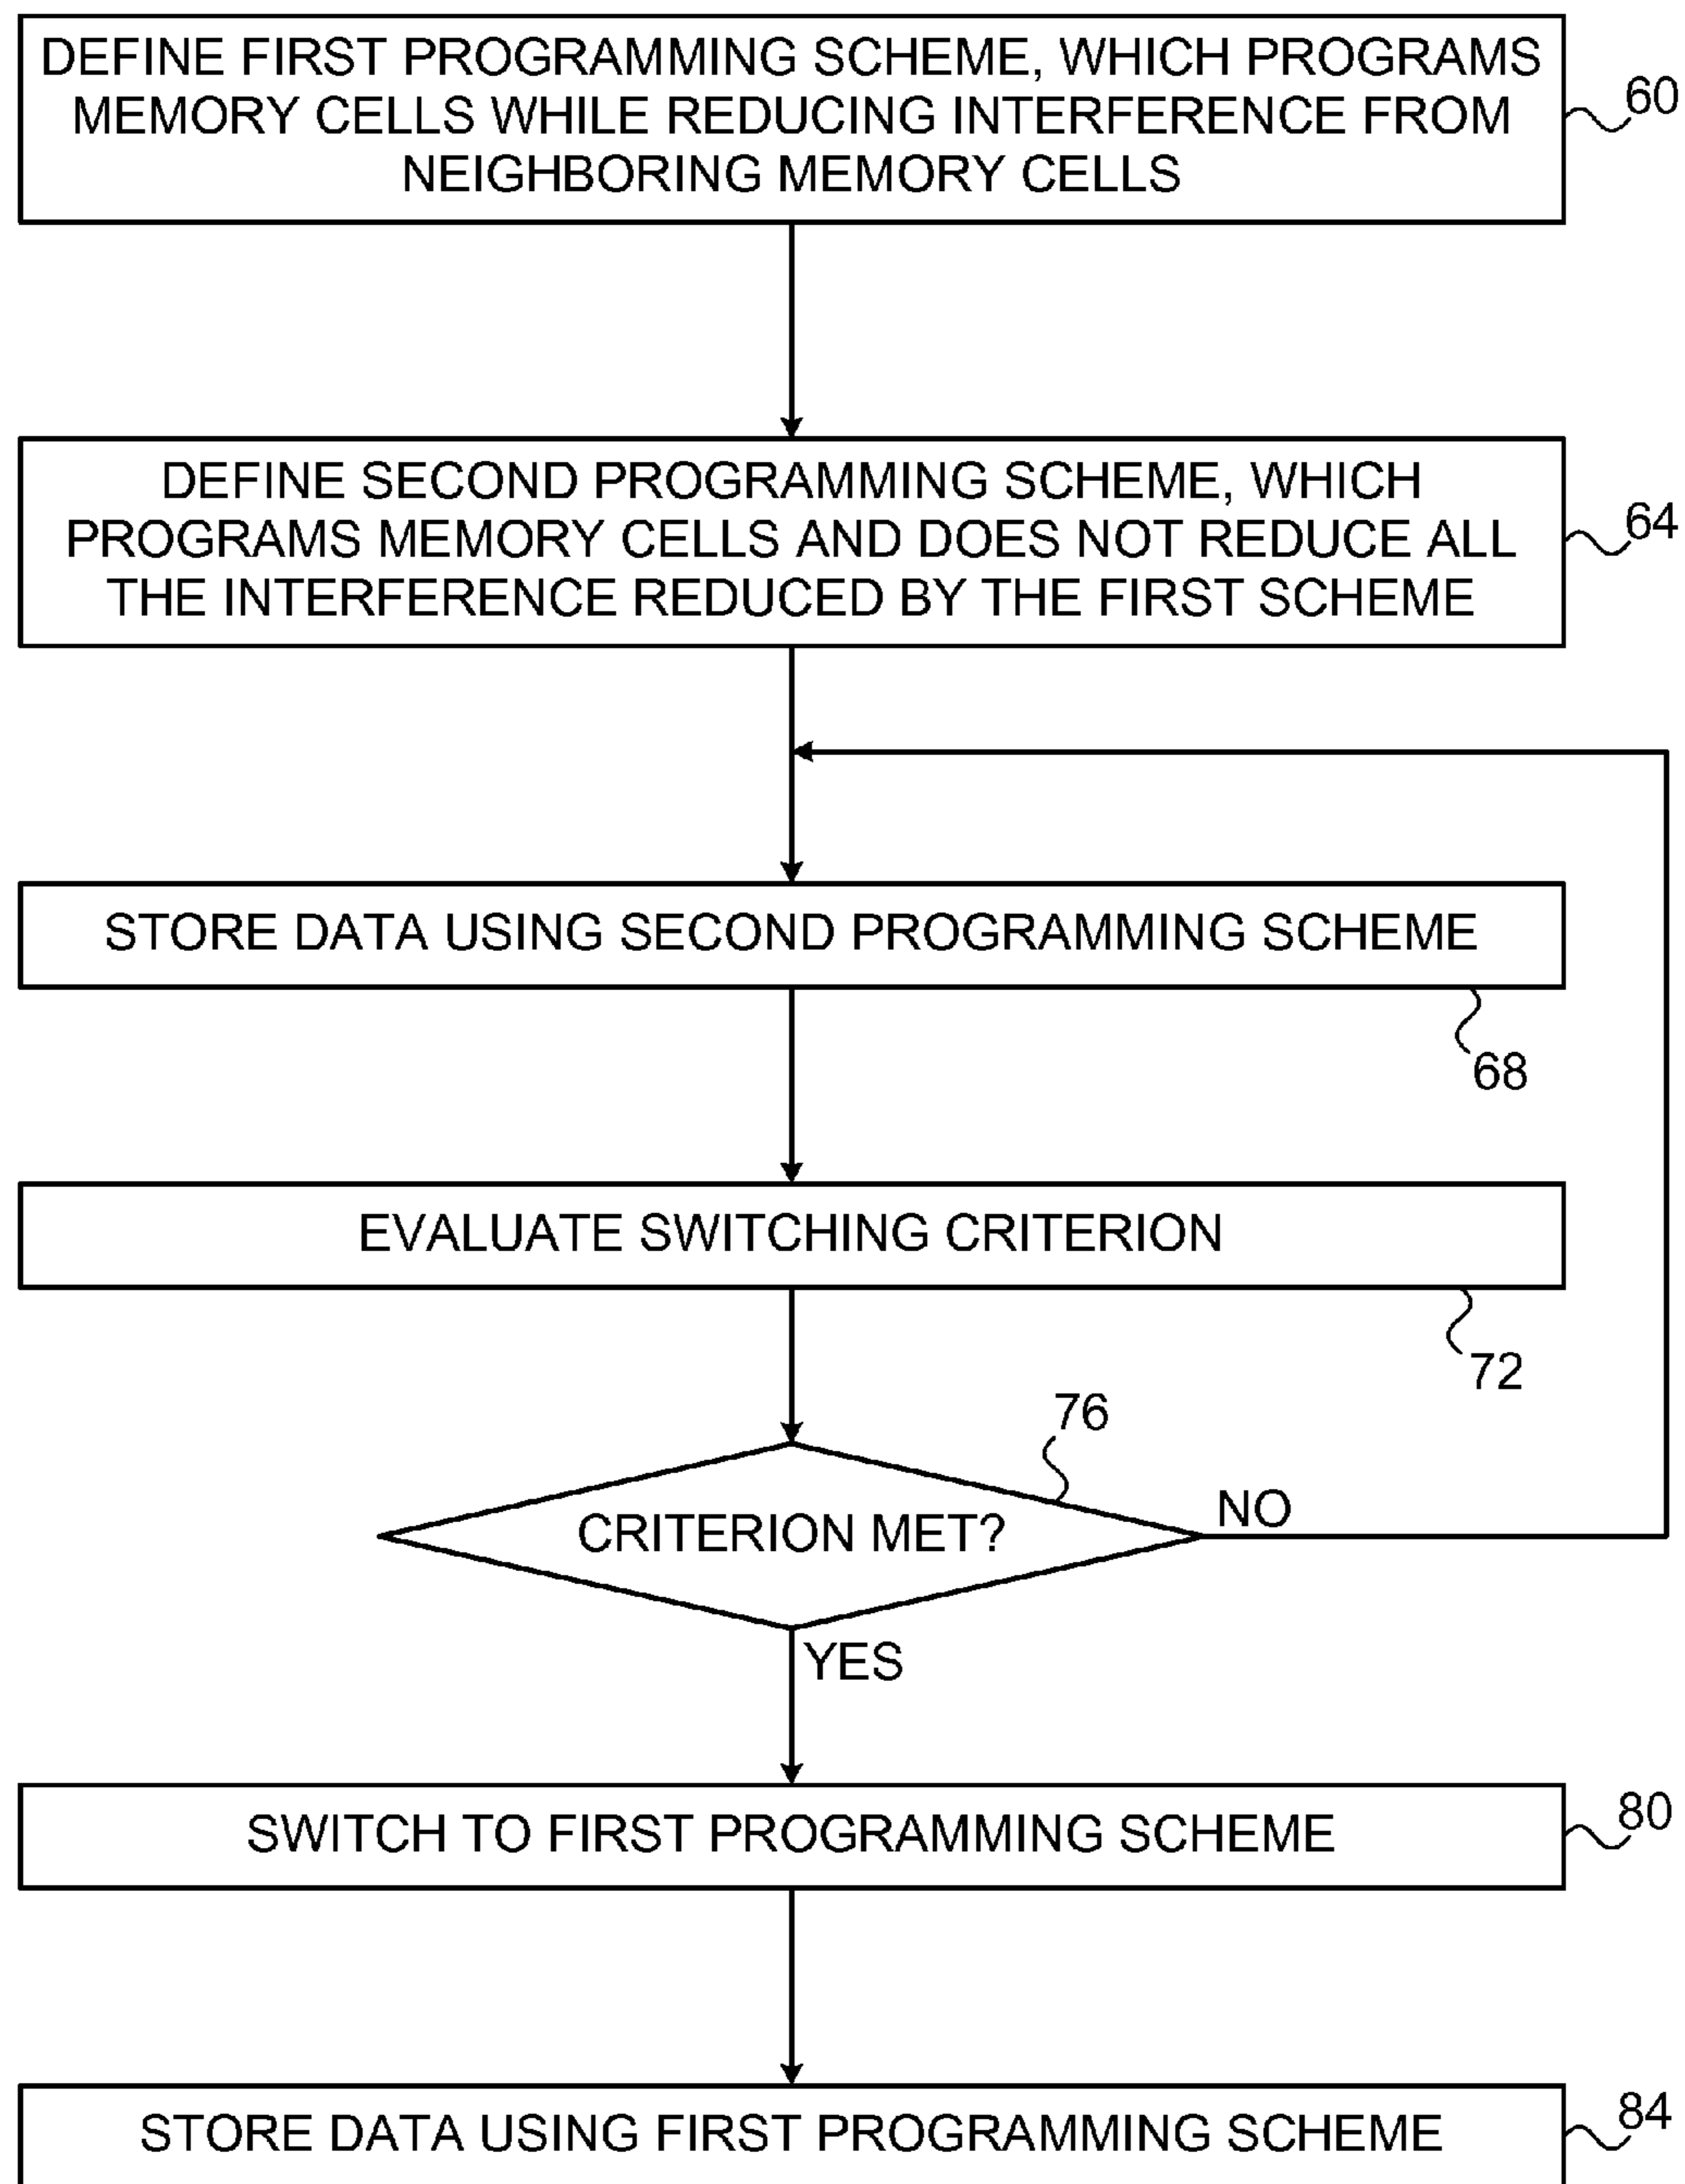 DEFINE FIRST PROGRAMMING SCHEME, WHICH PROGRAMS
MEMORY CELLS WHILE REDUCING INTERFERENCE FROM
NEIGHBORING MEMORY CELLS
60
DEFINE SECOND PROGRAMMING SCHEME, WHICH
PROGRAMS MEMORY CELLS AND DOES NOT REDUCE ALL
THE INTERFERENCE REDUCED BY THE FIRST SCHEME
64
STORE DATA USING SECOND PROGRAMMING SCHEME
68
EVALUATE SWITCHING CRITERION
72
76
CRITERION MET?
NO
YES
SWITCH TO FIRST PROGRAMMING SCHEME
80
STORE DATA USING FIRST PROGRAMMING SCHEME
84